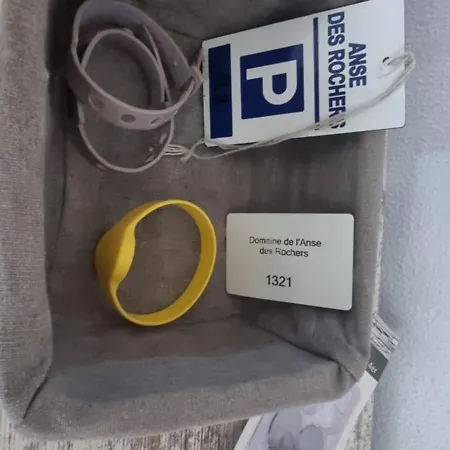 ANSE
DES ROCHERS
P
Domaine de l'Anse
des Rochers
1321